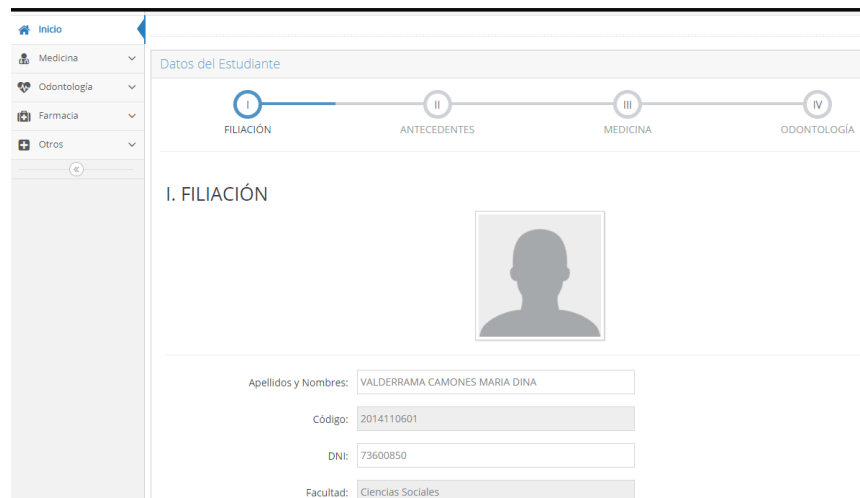 Inicio
Medicina
Odontología
Farmacia
Otros
Datos del Estudiante
I II III IV
FILIACIÓN ANTECEDENTES MEDICINA ODONTOLOGÍA
I. FILIACIÓN
Apellidos y Nombres: VALDERRAMA CAMONES MARIA DINA
Código: 2014110601
DNI: 73600850
Facultad: Ciencias Sociales